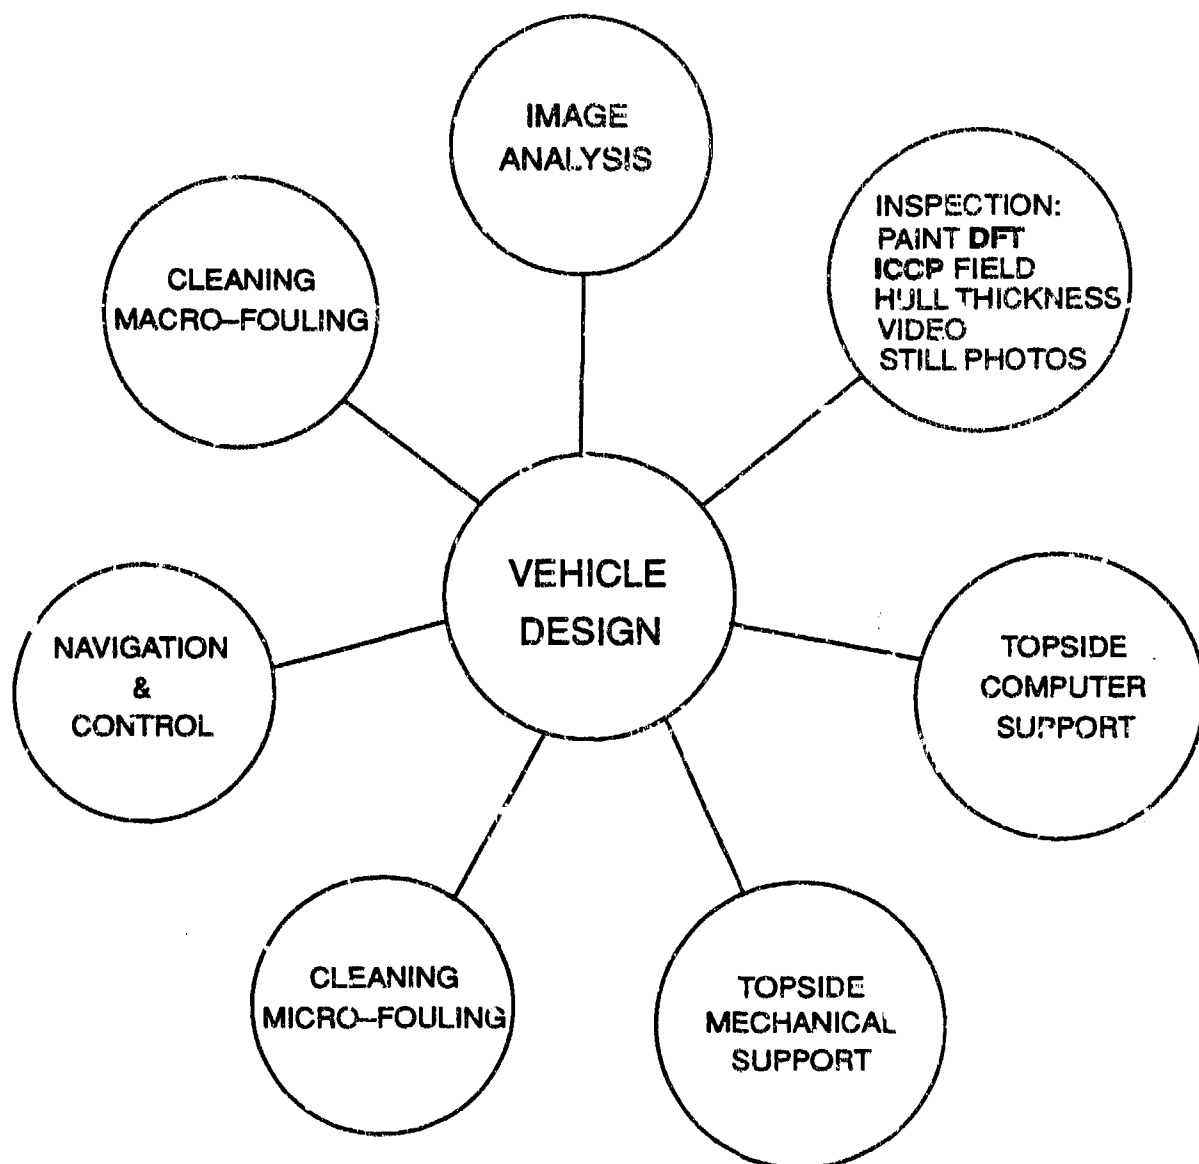 IMAGE
ANALYSIS
INSPECTION:
PAINT DFT
ICCP FIELD
HULL THICKNESS
VIDEO
STILL PHOTOS
CLEANING
MACRO–FOULING
VEHICLE
DESIGN
NAVIGATION
&
CONTROL
TOPSIDE
COMPUTER
SUPPORT
CLEANING
MICRO–FOULING
TOPSIDE
MECHANICAL
SUPPORT